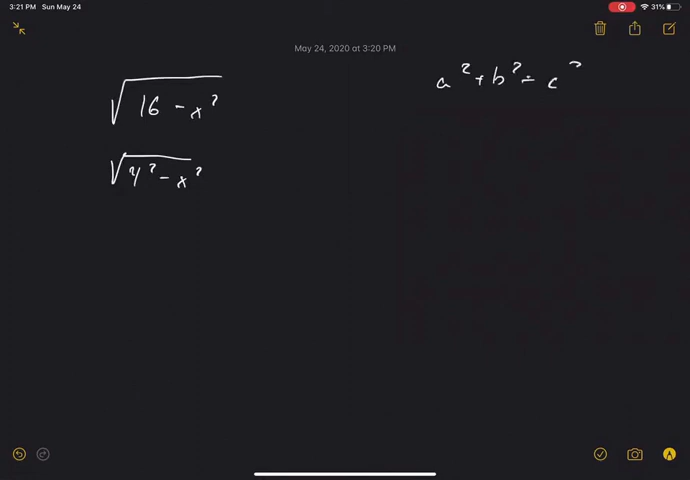 3:21 PM Sun May 24
31%
May 24, 2020 at 3:20 PM
√(16 - x²)
a² + b² = c²
√(4² - x²)